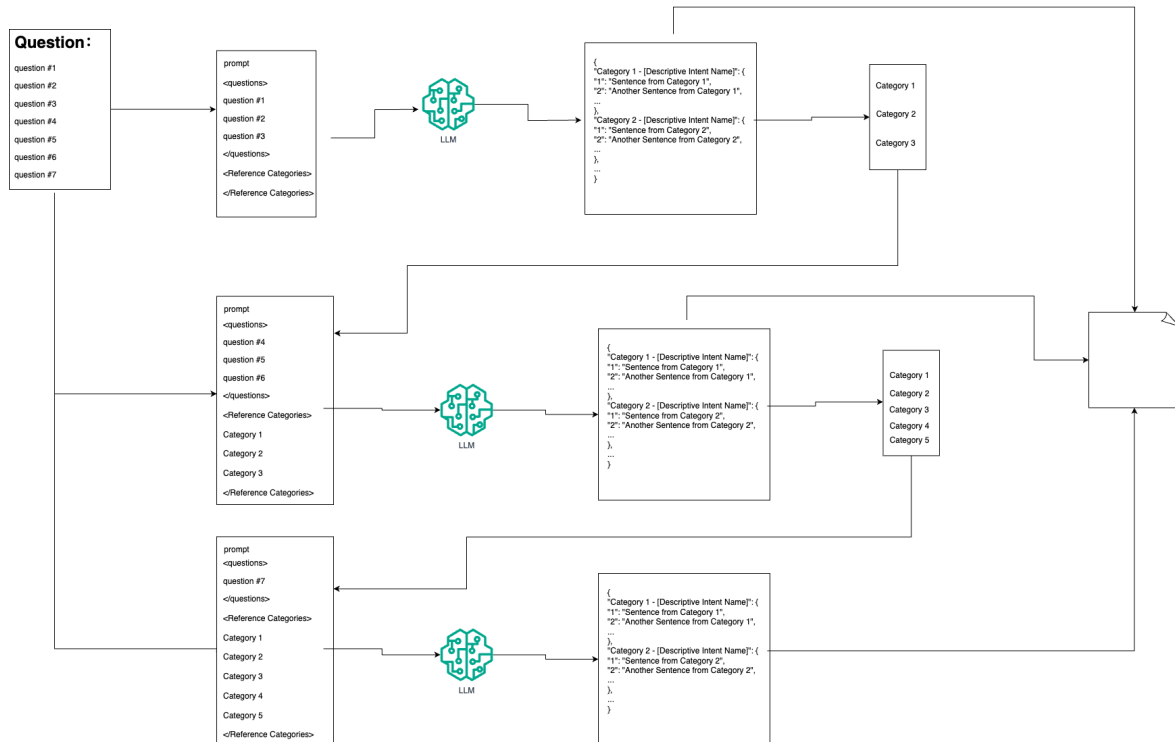 Question：
question #1
question #2
question #3
question #4
question #5
question #6
question #7
prompt
<questions>
question #1
question #2
question #3
</questions>
<Reference Categories>
</Reference Categories>
LLM
{
"Category 1 - [Descriptive Intent Name]": {
"1": "Sentence from Category 1",
"2": "Another Sentence from Category 1",
...
},
"Category 2 - [Descriptive Intent Name]": {
"1": "Sentence from Category 2",
"2": "Another Sentence from Category 2",
...
},
...
}
Category 1
Category 2
Category 3
prompt
<questions>
question #4
question #5
question #6
</questions>
<Reference Categories>
Category 1
Category 2
Category 3
</Reference Categories>
LLM
{
"Category 1 - [Descriptive Intent Name]": {
"1": "Sentence from Category 1",
"2": "Another Sentence from Category 1",
...
},
"Category 2 - [Descriptive Intent Name]": {
"1": "Sentence from Category 2",
"2": "Another Sentence from Category 2",
...
},
...
}
Category 1
Category 2
Category 3
Category 4
Category 5
prompt
<questions>
question #7
</questions>
<Reference Categories>
Category 1
Category 2
Category 3
Category 4
Category 5
</Reference Categories>
LLM
{
"Category 1 - [Descriptive Intent Name]": {
"1": "Sentence from Category 1",
"2": "Another Sentence from Category 1",
...
},
"Category 2 - [Descriptive Intent Name]": {
"1": "Sentence from Category 2",
"2": "Another Sentence from Category 2",
...
},
...
}